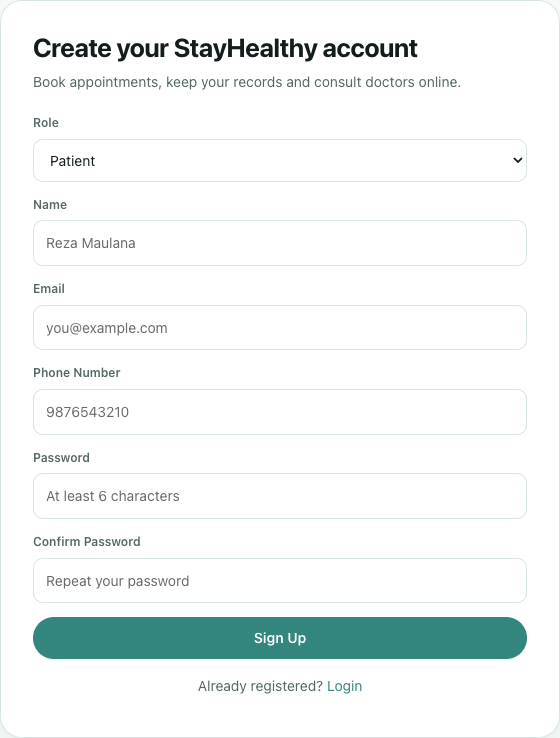 Create your StayHealthy account
Book appointments, keep your records and consult doctors online.
Role
Patient
Name
Reza Maulana
Email
you@example.com
Phone Number
9876543210
Password
At least 6 characters
Confirm Password
Repeat your password
Sign Up
Already registered? Login